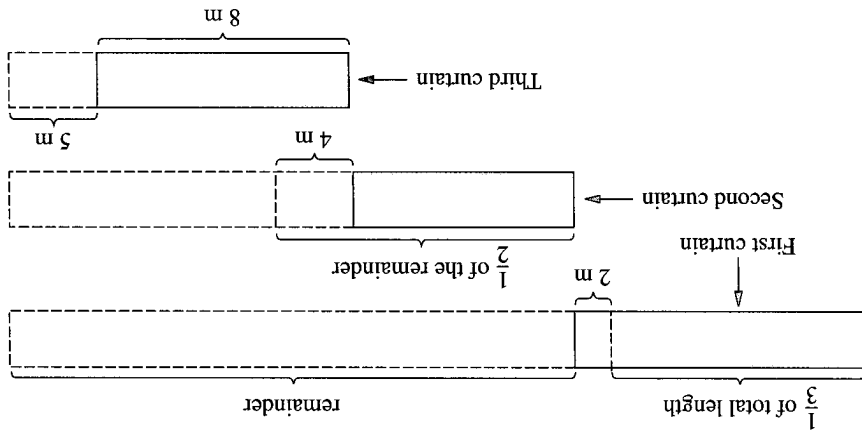 1/3 of total length
remainder
2 m
First curtain
1/2 of the remainder
Second curtain
4 m
5 m
Third curtain
8 m